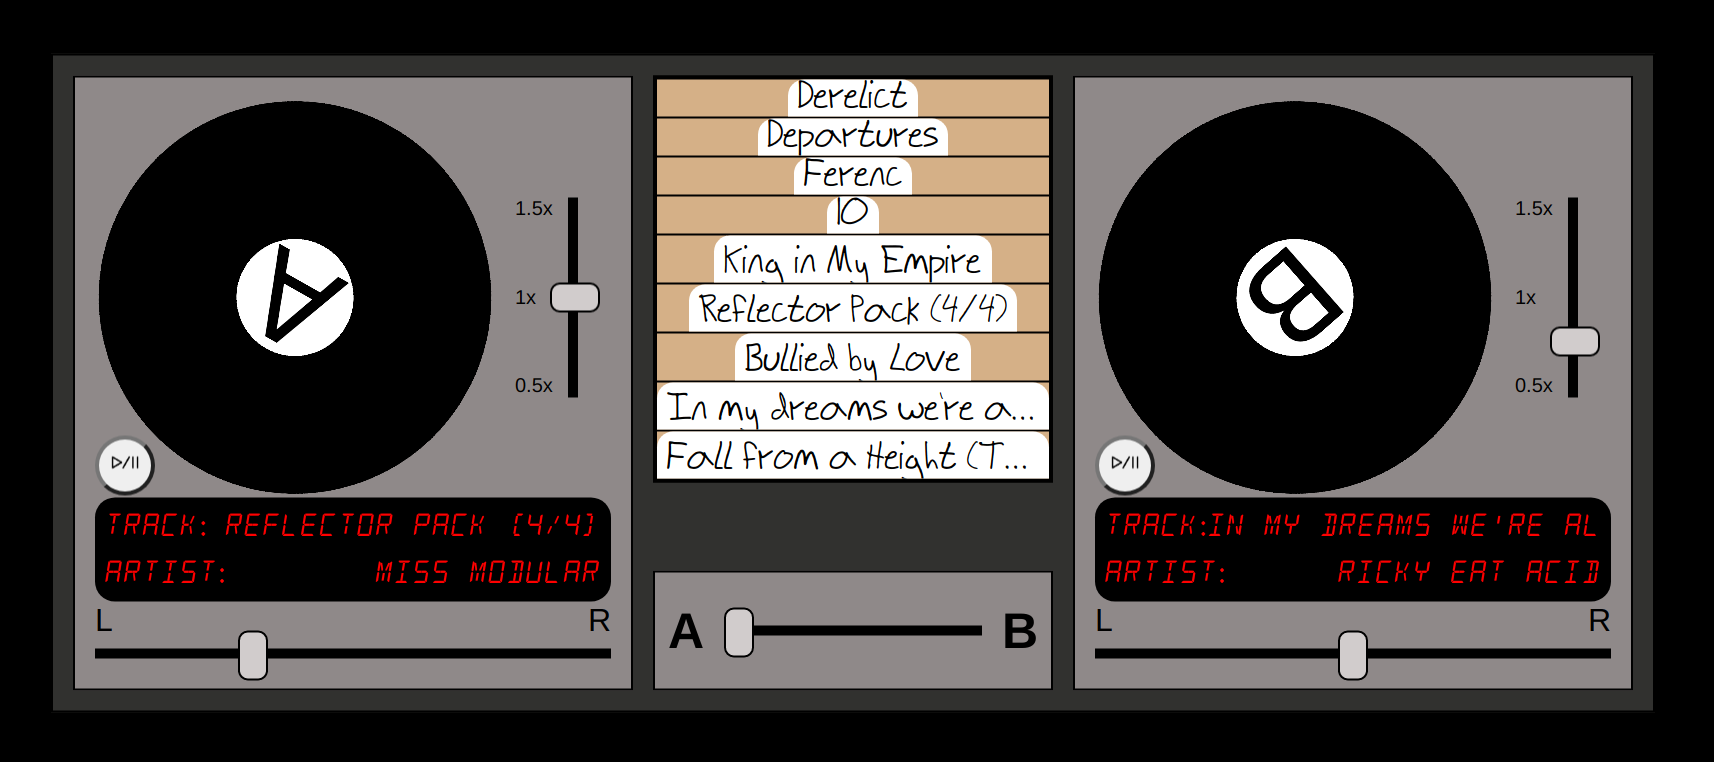 A
1.5x
1x
0.5x
▷/II
TRACK: REFLECTOR PACK (4/4)
ARTIST: MISS MODULAR
L R
Derelict
Departures
Ferenc
10
King in My Empire
Reflector Pack (4/4)
Bullied by Love
In my dreams we're a...
Fall from a Height (T...
A B
B
1.5x
1x
0.5x
▷/II
TRACK:IN MY DREAMS WE'RE AL
ARTIST: RICKY EAT ACID
L R